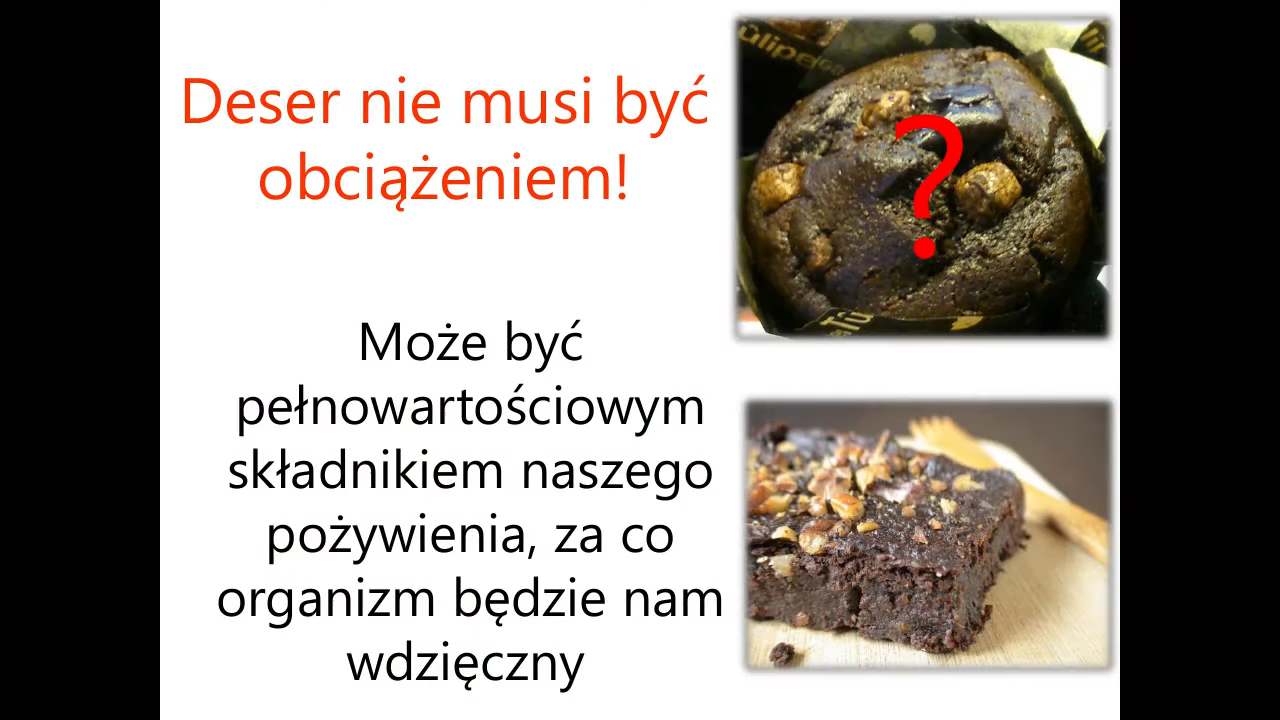 Deser nie musi być
obciążeniem!
Może być
pełnowartościowym
składnikiem naszego
pożywienia, za co
organizm będzie nam
wdzięczny
?